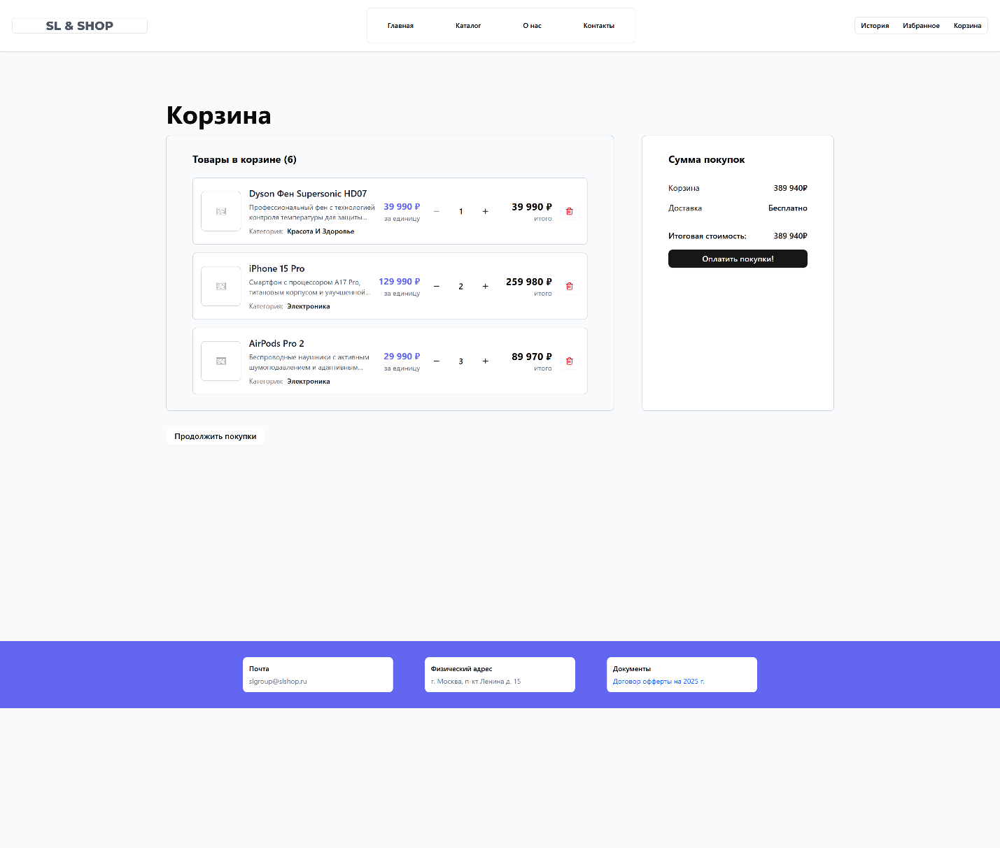 SL & SHOP
Главная
Каталог
О нас
Контакты
История
Избранное
Корзина
Корзина
Товары в корзине (6)
Dyson Фен Supersonic HD07
Профессиональный фен с технологией
контроля температуры для защиты...
Категория: Красота И Здоровье
39 990 ₽
за единицу
1
39 990 ₽
итого
iPhone 15 Pro
Смартфон с процессором A17 Pro,
титановым корпусом и улучшенной...
Категория: Электроника
129 990 ₽
за единицу
2
259 980 ₽
итого
AirPods Pro 2
Беспроводные наушники с активным
шумоподавлением и адаптивным...
Категория: Электроника
29 990 ₽
за единицу
3
89 970 ₽
итого
Сумма покупок
Корзина 389 940₽
Доставка Бесплатно
Итоговая стоимость: 389 940₽
Оплатить покупки!
Продолжить покупки
Почта
slgroup@slshop.ru
Физический адрес
г. Москва, п-кт Ленина д. 15
Документы
Договор офферты на 2025 г.